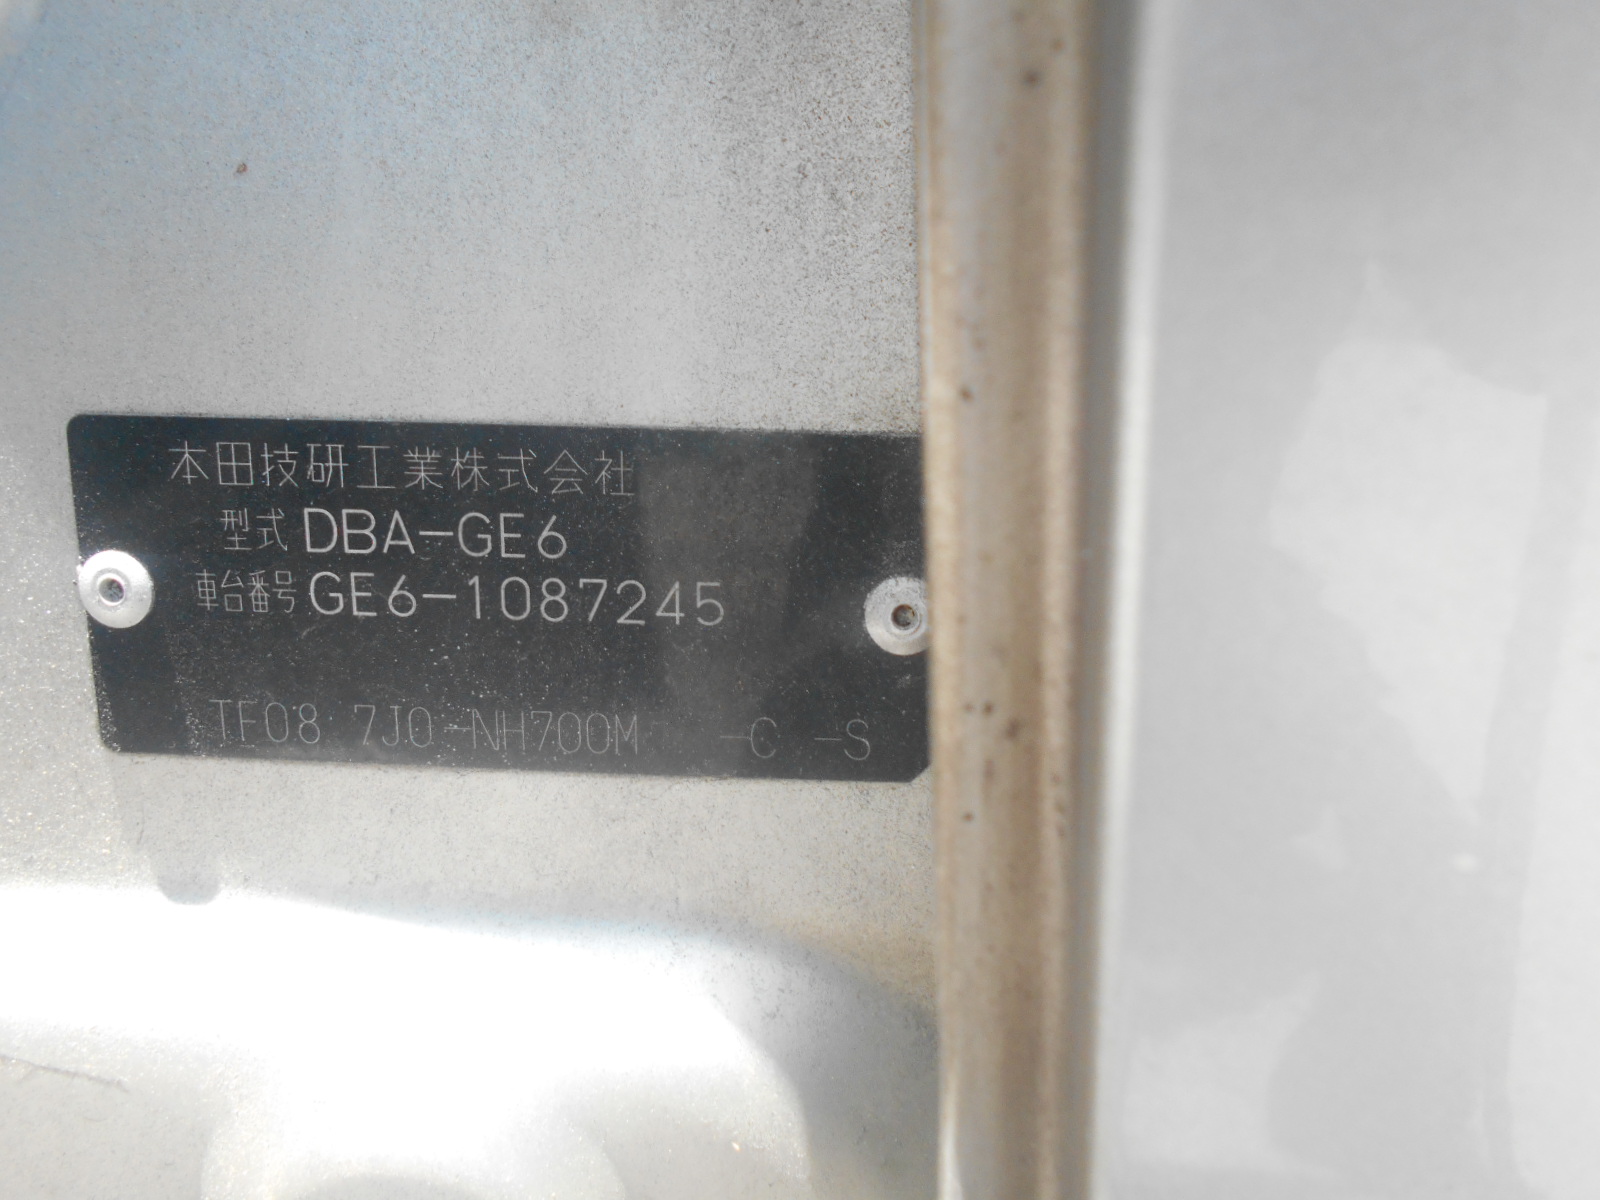 本田技研工業株式会社
型式 DBA-GE6
車台番号 GE6-1087245
TF08 7J0-NH700M -C -S